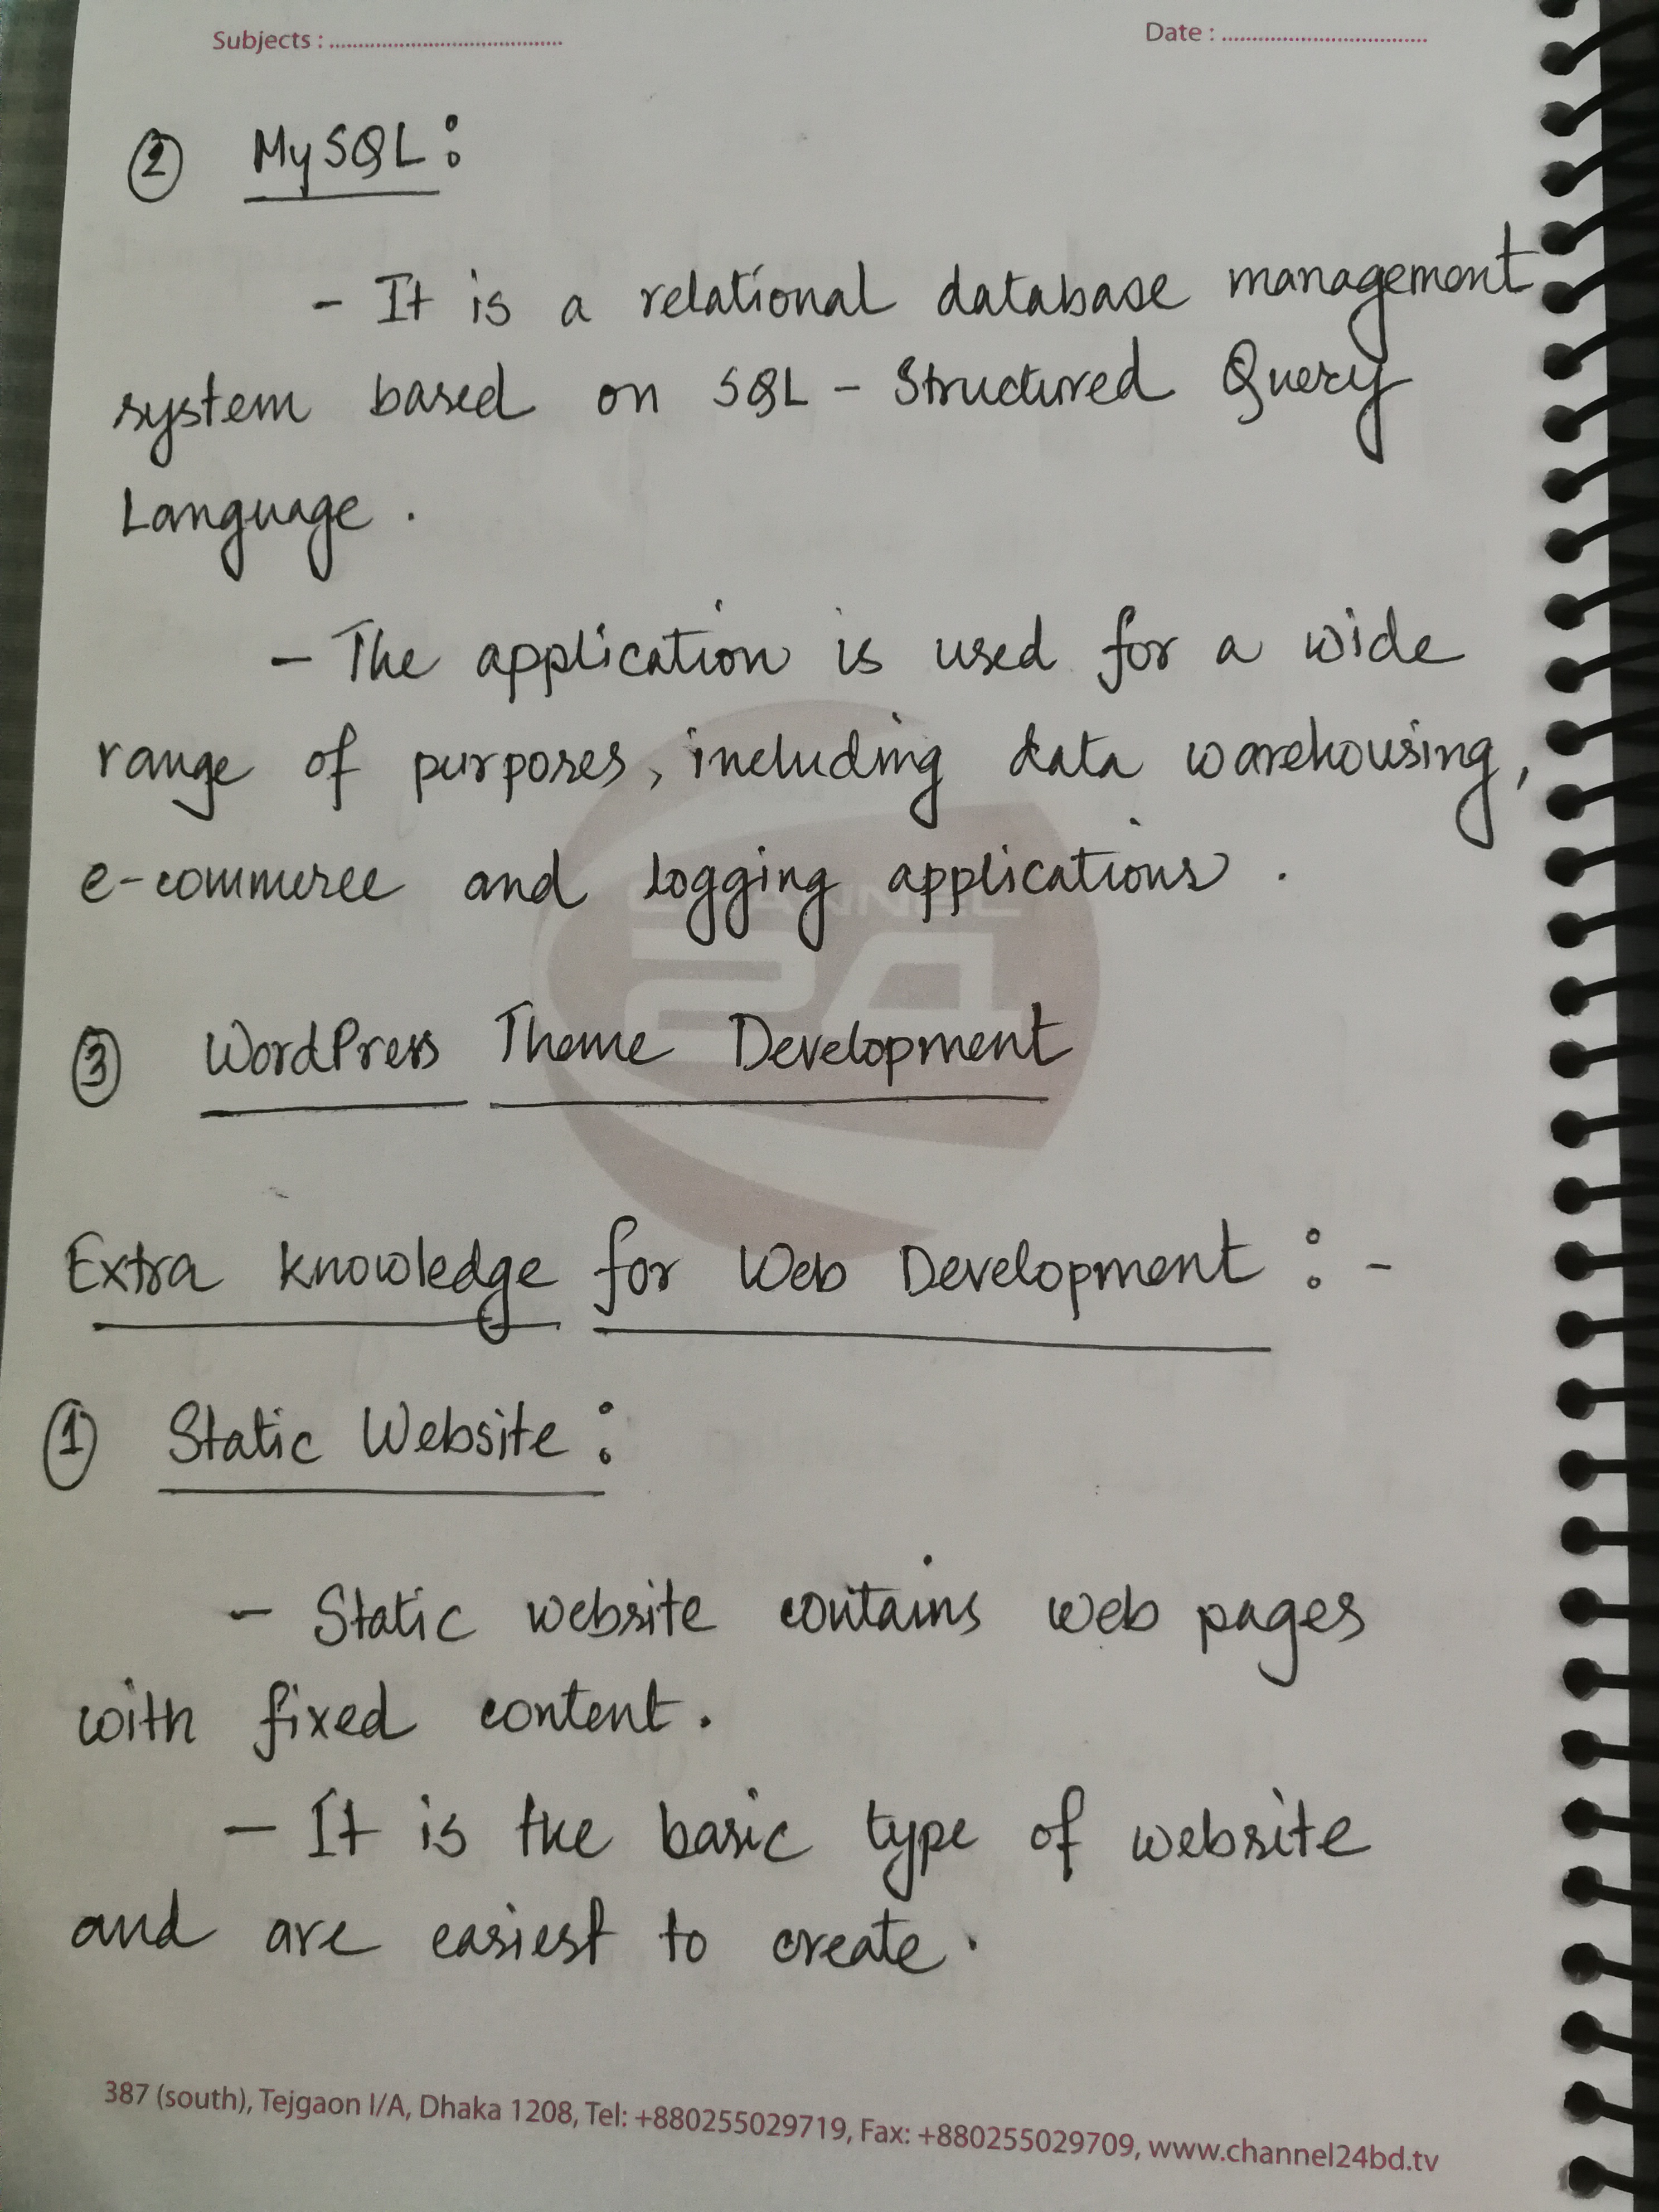 Subjects : ........................................
Date : ...................................
② MySQL :
- It is a relational database management
system based on SQL - Structured Query
Language .
- The application is used for a wide
range of purposes, including data warehousing,
e-commerce and logging applications .
CHANNEL
24
③ WordPress Theme Development
Extra knowledge for Web Development : -
① Static Website :
- Static website contains web pages
with fixed content .
- It is the basic type of website
and are easiest to create .
387 (south), Tejgaon I/A, Dhaka 1208, Tel: +880255029719, Fax: +880255029709, www.channel24bd.tv